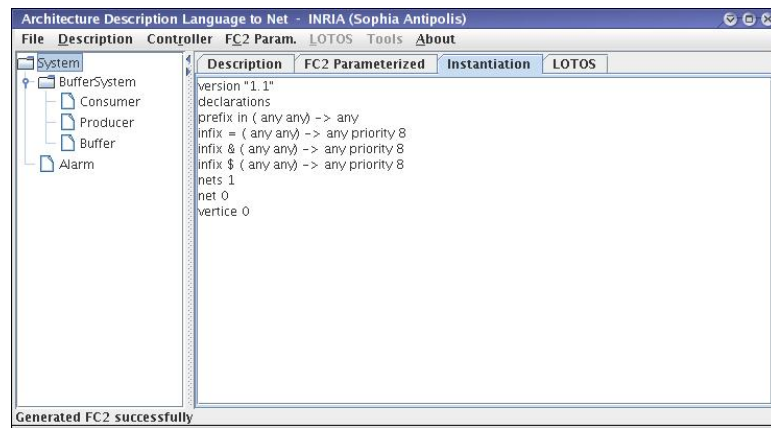 Architecture Description Language to Net - INRIA (Sophia Antipolis)
File Description Controller FC2 Param. LOTOS Tools About
System
BufferSystem
Consumer
Producer
Buffer
Alarm
Description FC2 Parameterized Instantiation LOTOS
version "1.1"
declarations
prefix in ( any any) -> any
infix = ( any any) -> any priority 8
infix & ( any any) -> any priority 8
infix $ ( any any) -> any priority 8
nets 1
net 0
vertice 0
Generated FC2 successfully